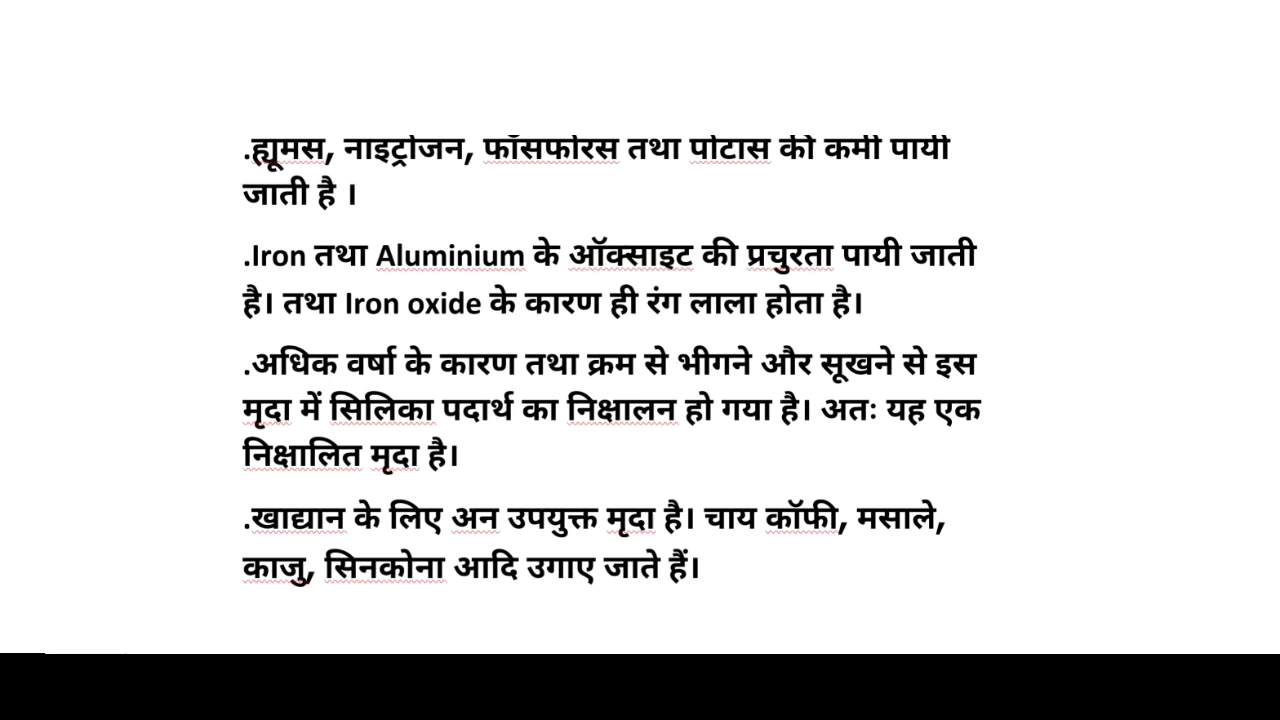 .ह्यूमस, नाइट्रोजन, फॉसफोरस तथा पोटास की कमी पायी
जाती है ।
.Iron तथा Aluminium के ऑक्साइट की प्रचुरता पायी जाती
है। तथा Iron oxide के कारण ही रंग लाला होता है।
.अधिक वर्षा के कारण तथा क्रम से भीगने और सूखने से इस
मृदा में सिलिका पदार्थ का निक्षालन हो गया है। अतः यह एक
निक्षालित मृदा है।
.खाद्यान के लिए अन उपयुक्त मृदा है। चाय कॉफी, मसाले,
काजु, सिनकोना आदि उगाए जाते हैं।